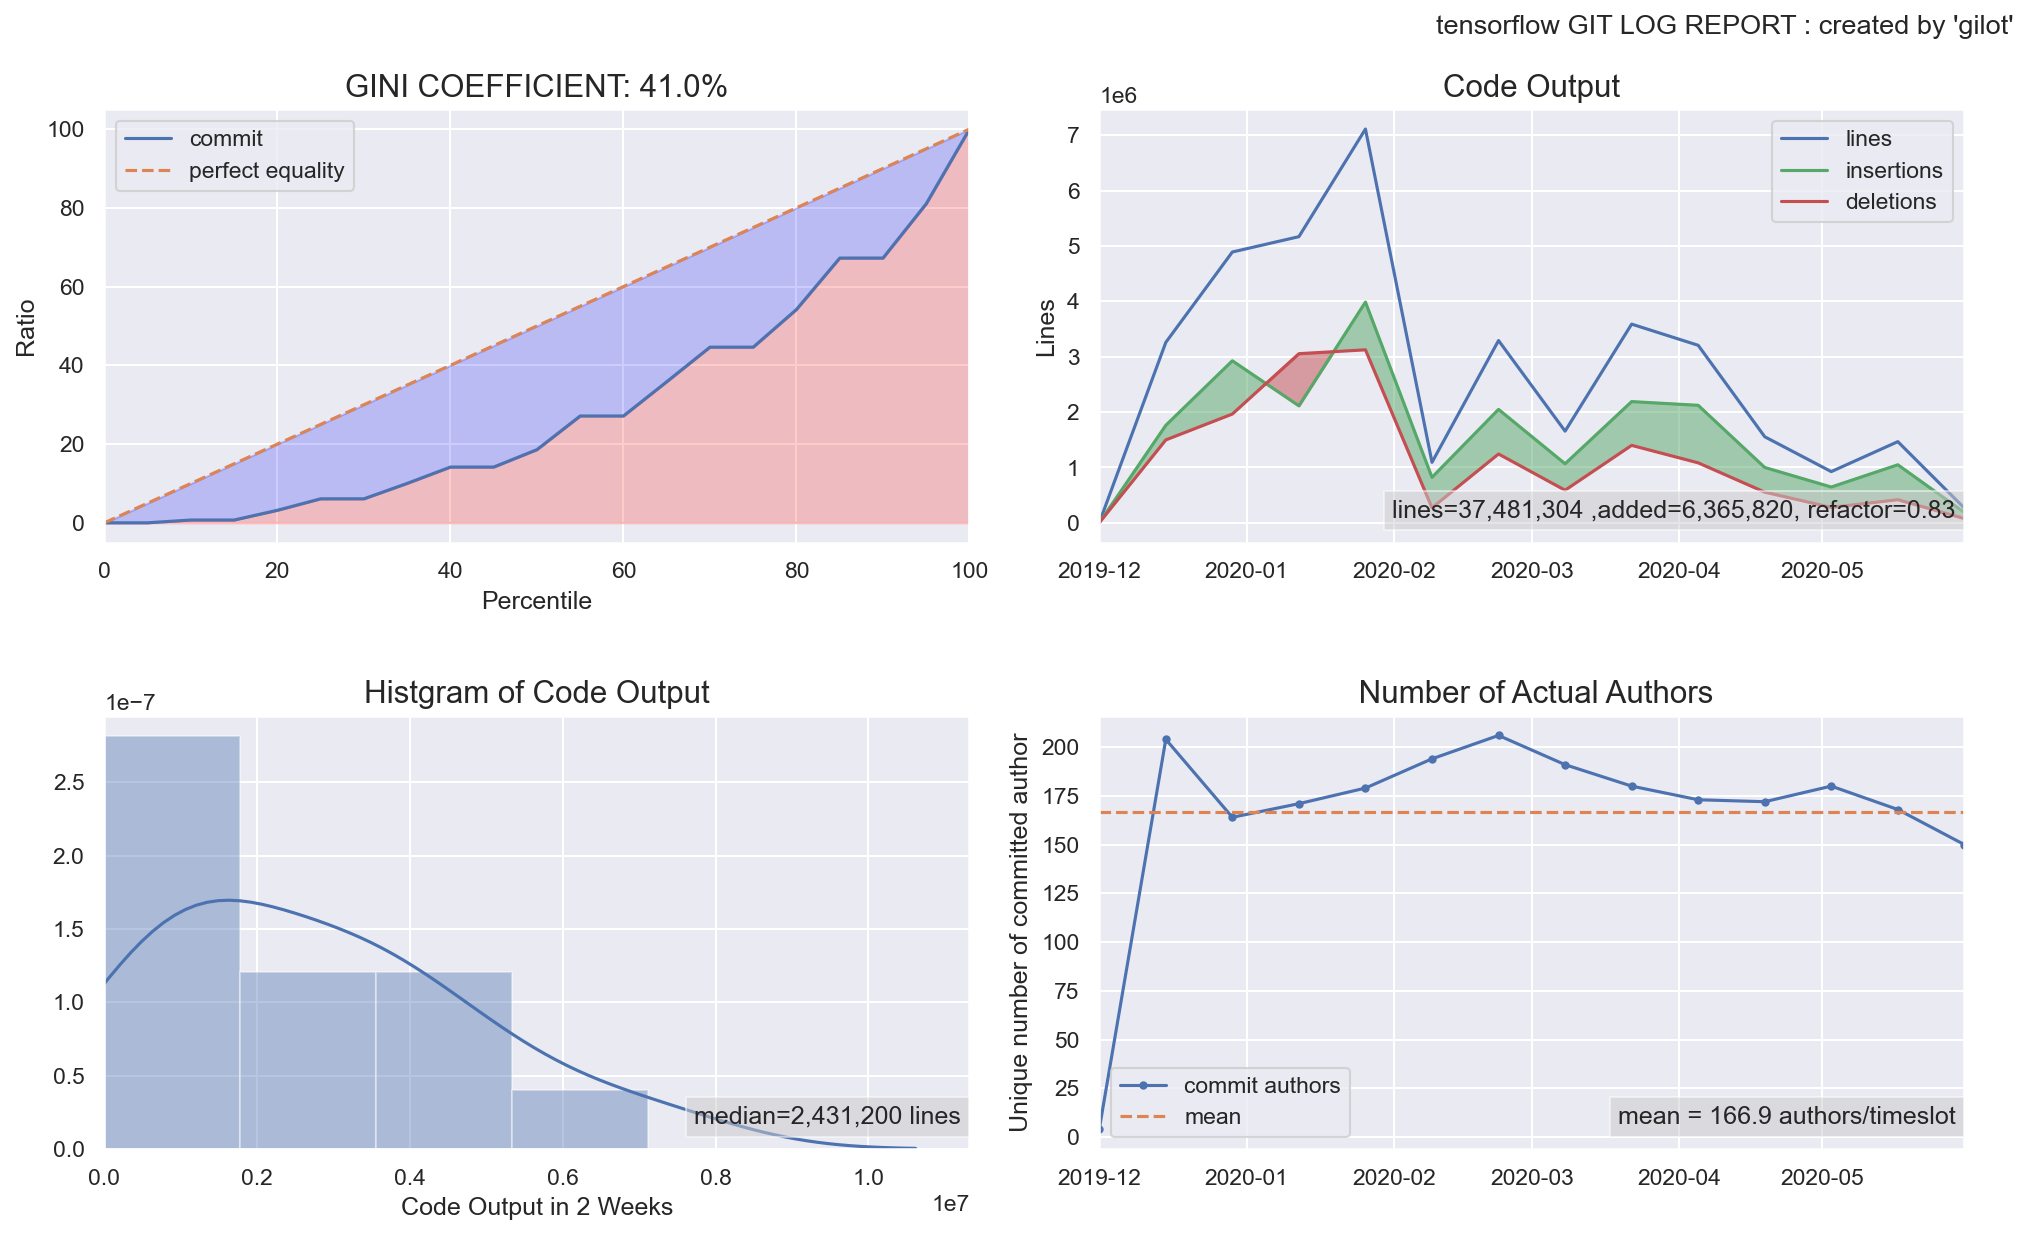 tensorflow GIT LOG REPORT : created by 'gilot'
GINI COEFFICIENT: 41.0%
commit
perfect equality
Ratio
100
80
60
40
20
0
0 20 40 60 80 100
Percentile
Code Output
1e6
lines
insertions
deletions
Lines
7
6
5
4
3
2
1
0
lines=37,481,304 ,added=6,365,820, refactor=0.83
2019-12 2020-01 2020-02 2020-03 2020-04 2020-05
Histgram of Code Output
1e−7
2.5
2.0
1.5
1.0
0.5
0.0
median=2,431,200 lines
0.0 0.2 0.4 0.6 0.8 1.0
1e7
Code Output in 2 Weeks
Number of Actual Authors
Unique number of committed author
200
175
150
125
100
75
50
25
0
commit authors
mean
mean = 166.9 authors/timeslot
2019-12 2020-01 2020-02 2020-03 2020-04 2020-05